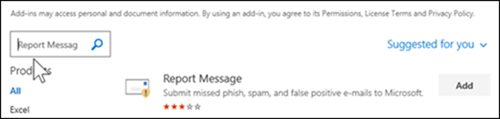 Add-ins may access personal and document information. By using an add-in, you agree to its Permissions, License Terms and Privacy Policy.
Report Messag
Suggested for you
Report Message
Add
Submit missed phish, spam, and false positive e-mails to Microsoft.
All
Excel